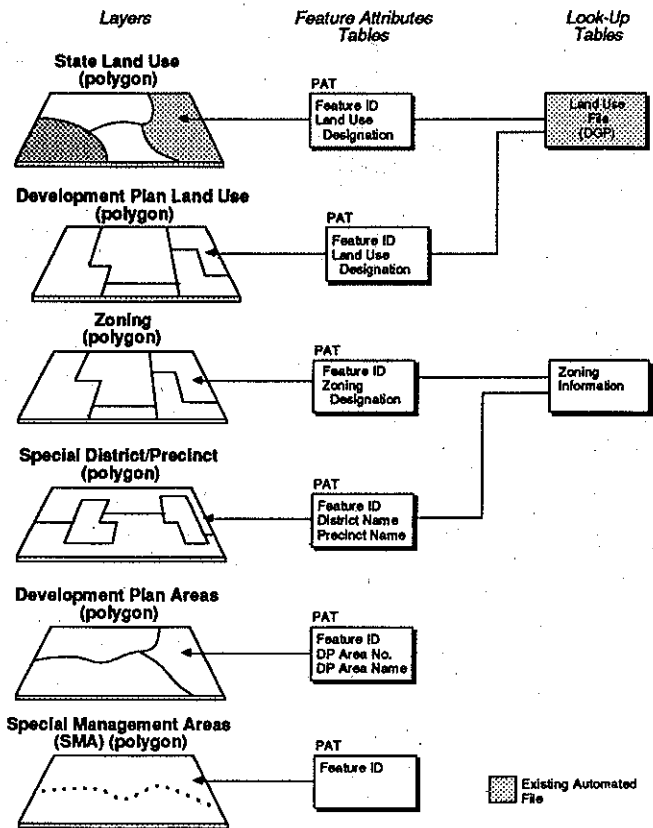 Layers
Feature Attributes
Tables
Look-Up
Tables
State Land Use
(polygon)
PAT
Feature ID
Land Use
Designation
Land Use
File
(DGP)
Development Plan Land Use
(polygon)
PAT
Feature ID
Land Use
Designation
Zoning
(polygon)
PAT
Feature ID
Zoning
Designation
Zoning
Information
Special District/Precinct
(polygon)
PAT
Feature ID
District Name
Precinct Name
Development Plan Areas
(polygon)
PAT
Feature ID
DP Area No.
DP Area Name
Special Management Areas
(SMA) (polygon)
PAT
Feature ID
Existing Automated
File